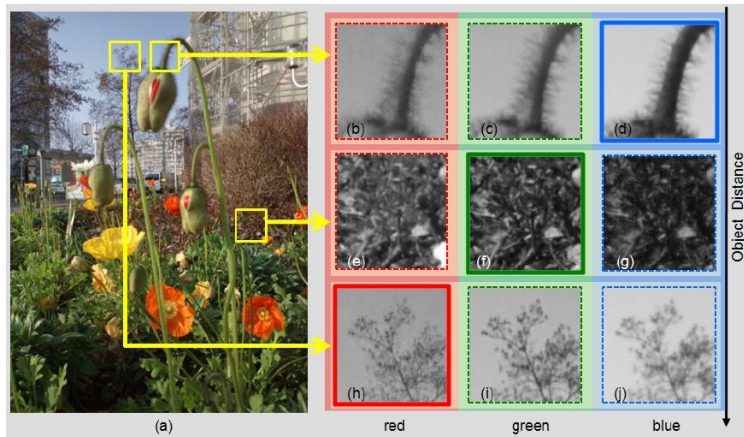 (b)
(c)
(d)
(e)
(f)
(g)
(h)
(i)
(j)
(a)
red
green
blue
Object Distance